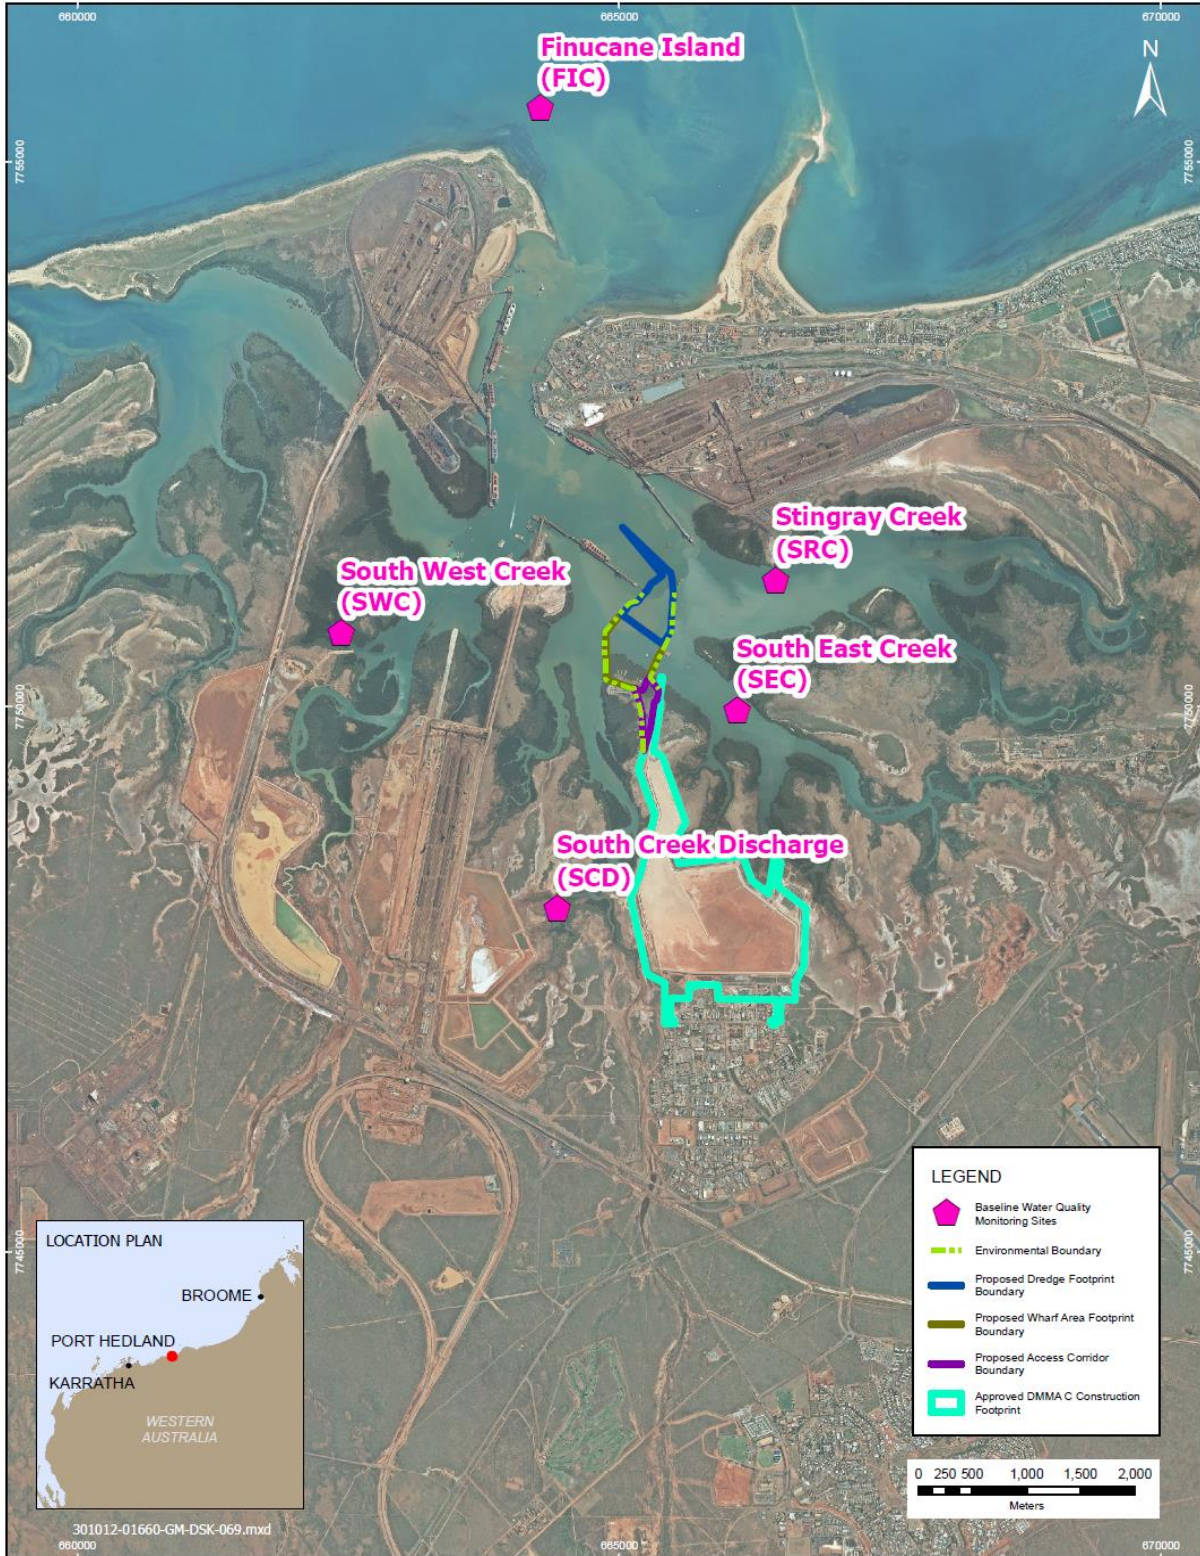 660000
665000
670000
Finucane Island
(FIC)
N
7755000
7755000
Stingray Creek
(SRC)
South West Creek
(SWC)
South East Creek
(SEC)
7750000
7750000
South Creek Discharge
(SCD)
LEGEND
Baseline Water Quality
Monitoring Sites
Environmental Boundary
Proposed Dredge Footprint
Boundary
Proposed Wharf Area Footprint
Boundary
Proposed Access Corridor
Boundary
Approved DMMA C Construction
Footprint
7745000
7745000
LOCATION PLAN
BROOME
PORT HEDLAND
KARRATHA
WESTERN
AUSTRALIA
0 250 500 1,000 1,500 2,000
Meters
301012-01660-GM-DSK-069.mxd
660000
665000
670000